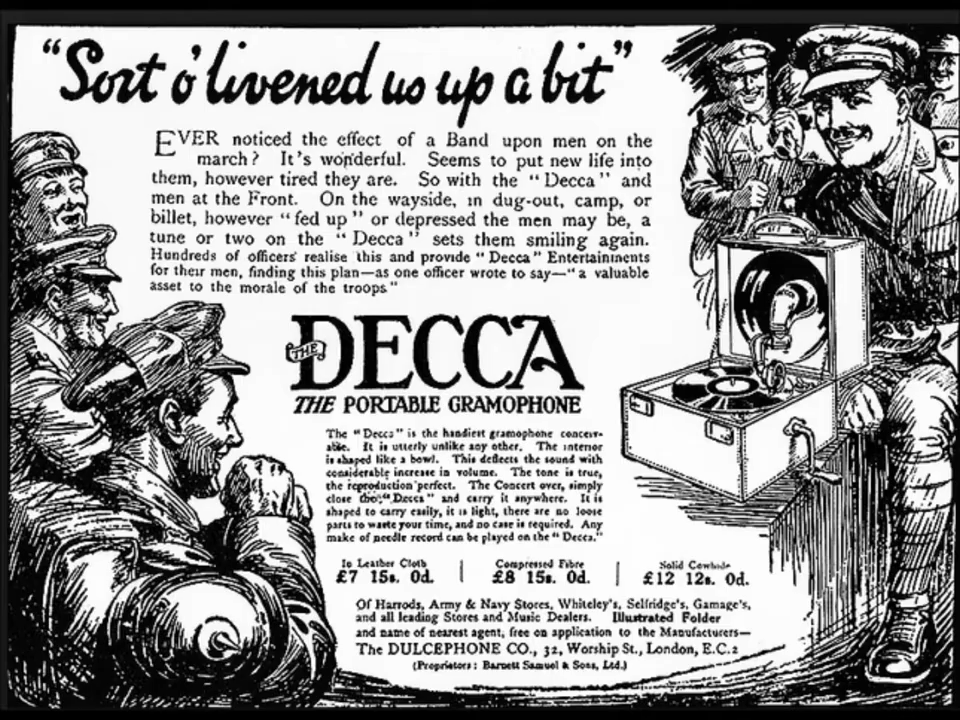 "Sort o' livened us up a bit"
EVER noticed the effect of a Band upon men on the
march? It's wonderful. Seems to put new life into
them, however tired they are. So with the "Decca" and
men at the Front. On the wayside, in dug-out, camp, or
billet, however "fed up" or depressed the men may be, a
tune or two on the "Decca" sets them smiling again.
Hundreds of officers realise this and provide "Decca" Entertainments
for their men, finding this plan—as one officer wrote to say—"a valuable
asset to the morale of the troops."
THE DECCA
THE PORTABLE GRAMOPHONE
The "Decca" is the handiest gramophone conceiv-
able. It is utterly unlike any other. The interior
is shaped like a bowl. This deflects the sound with
considerable increase in volume. The tone is true,
the reproduction perfect. The Concert over, simply
close the "Decca" and carry it anywhere. It is
shaped to carry easily, it is light, there are no loose
parts to waste your time, and no case is required. Any
make of needle record can be played on the "Decca."
In Leather Cloth Compressed Fibre Solid Cowhide
£7 15s. 0d. £8 15s. 0d. £12 12s. 0d.
Of Harrods, Army & Navy Stores, Whiteley's, Selfridge's, Gamage's,
and all leading Stores and Music Dealers. Illustrated Folder
and name of nearest agent, free on application to the Manufacturers—
The DULCEPHONE CO., 32, Worship St., London, E.C.2
(Proprietors: Barnett Samuel & Sons, Ltd.)